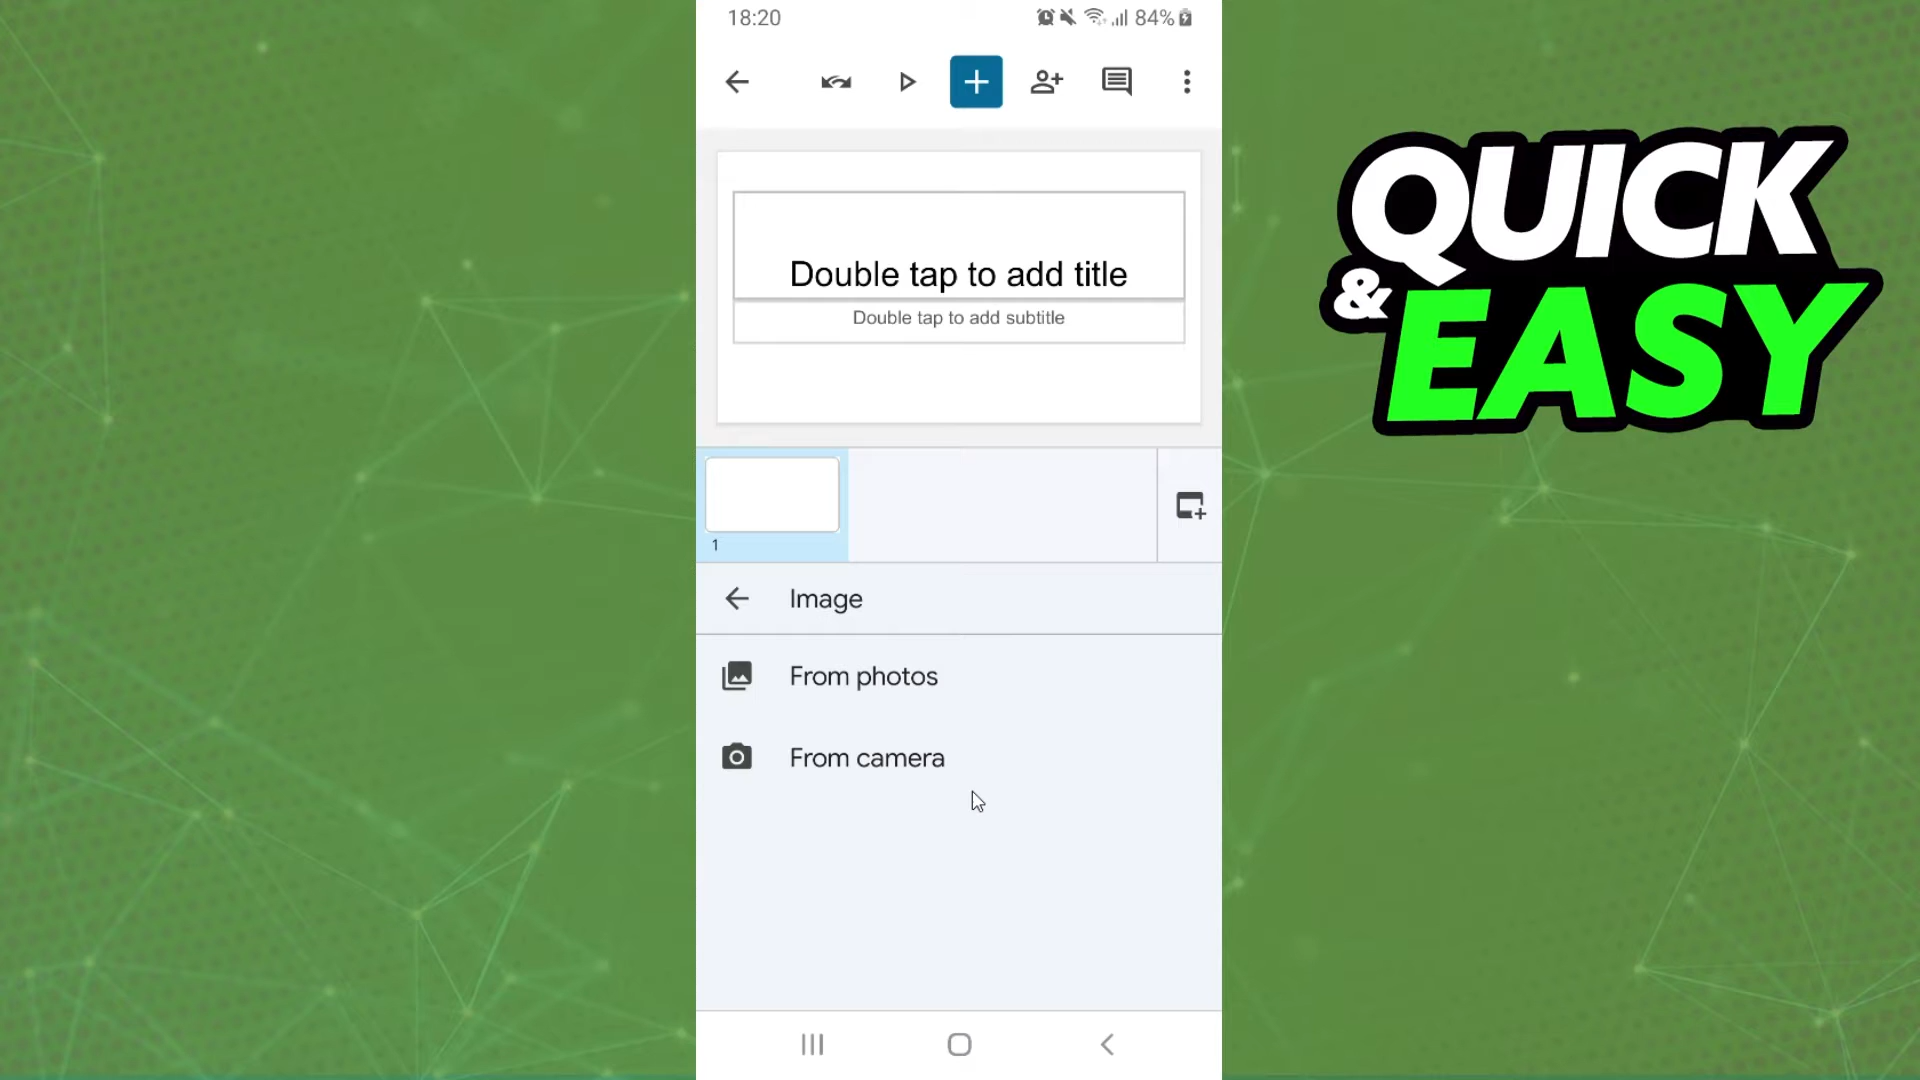 18:20
84%
Double tap to add title
Double tap to add subtitle
1
Image
From photos
From camera
QUICK
& EASY